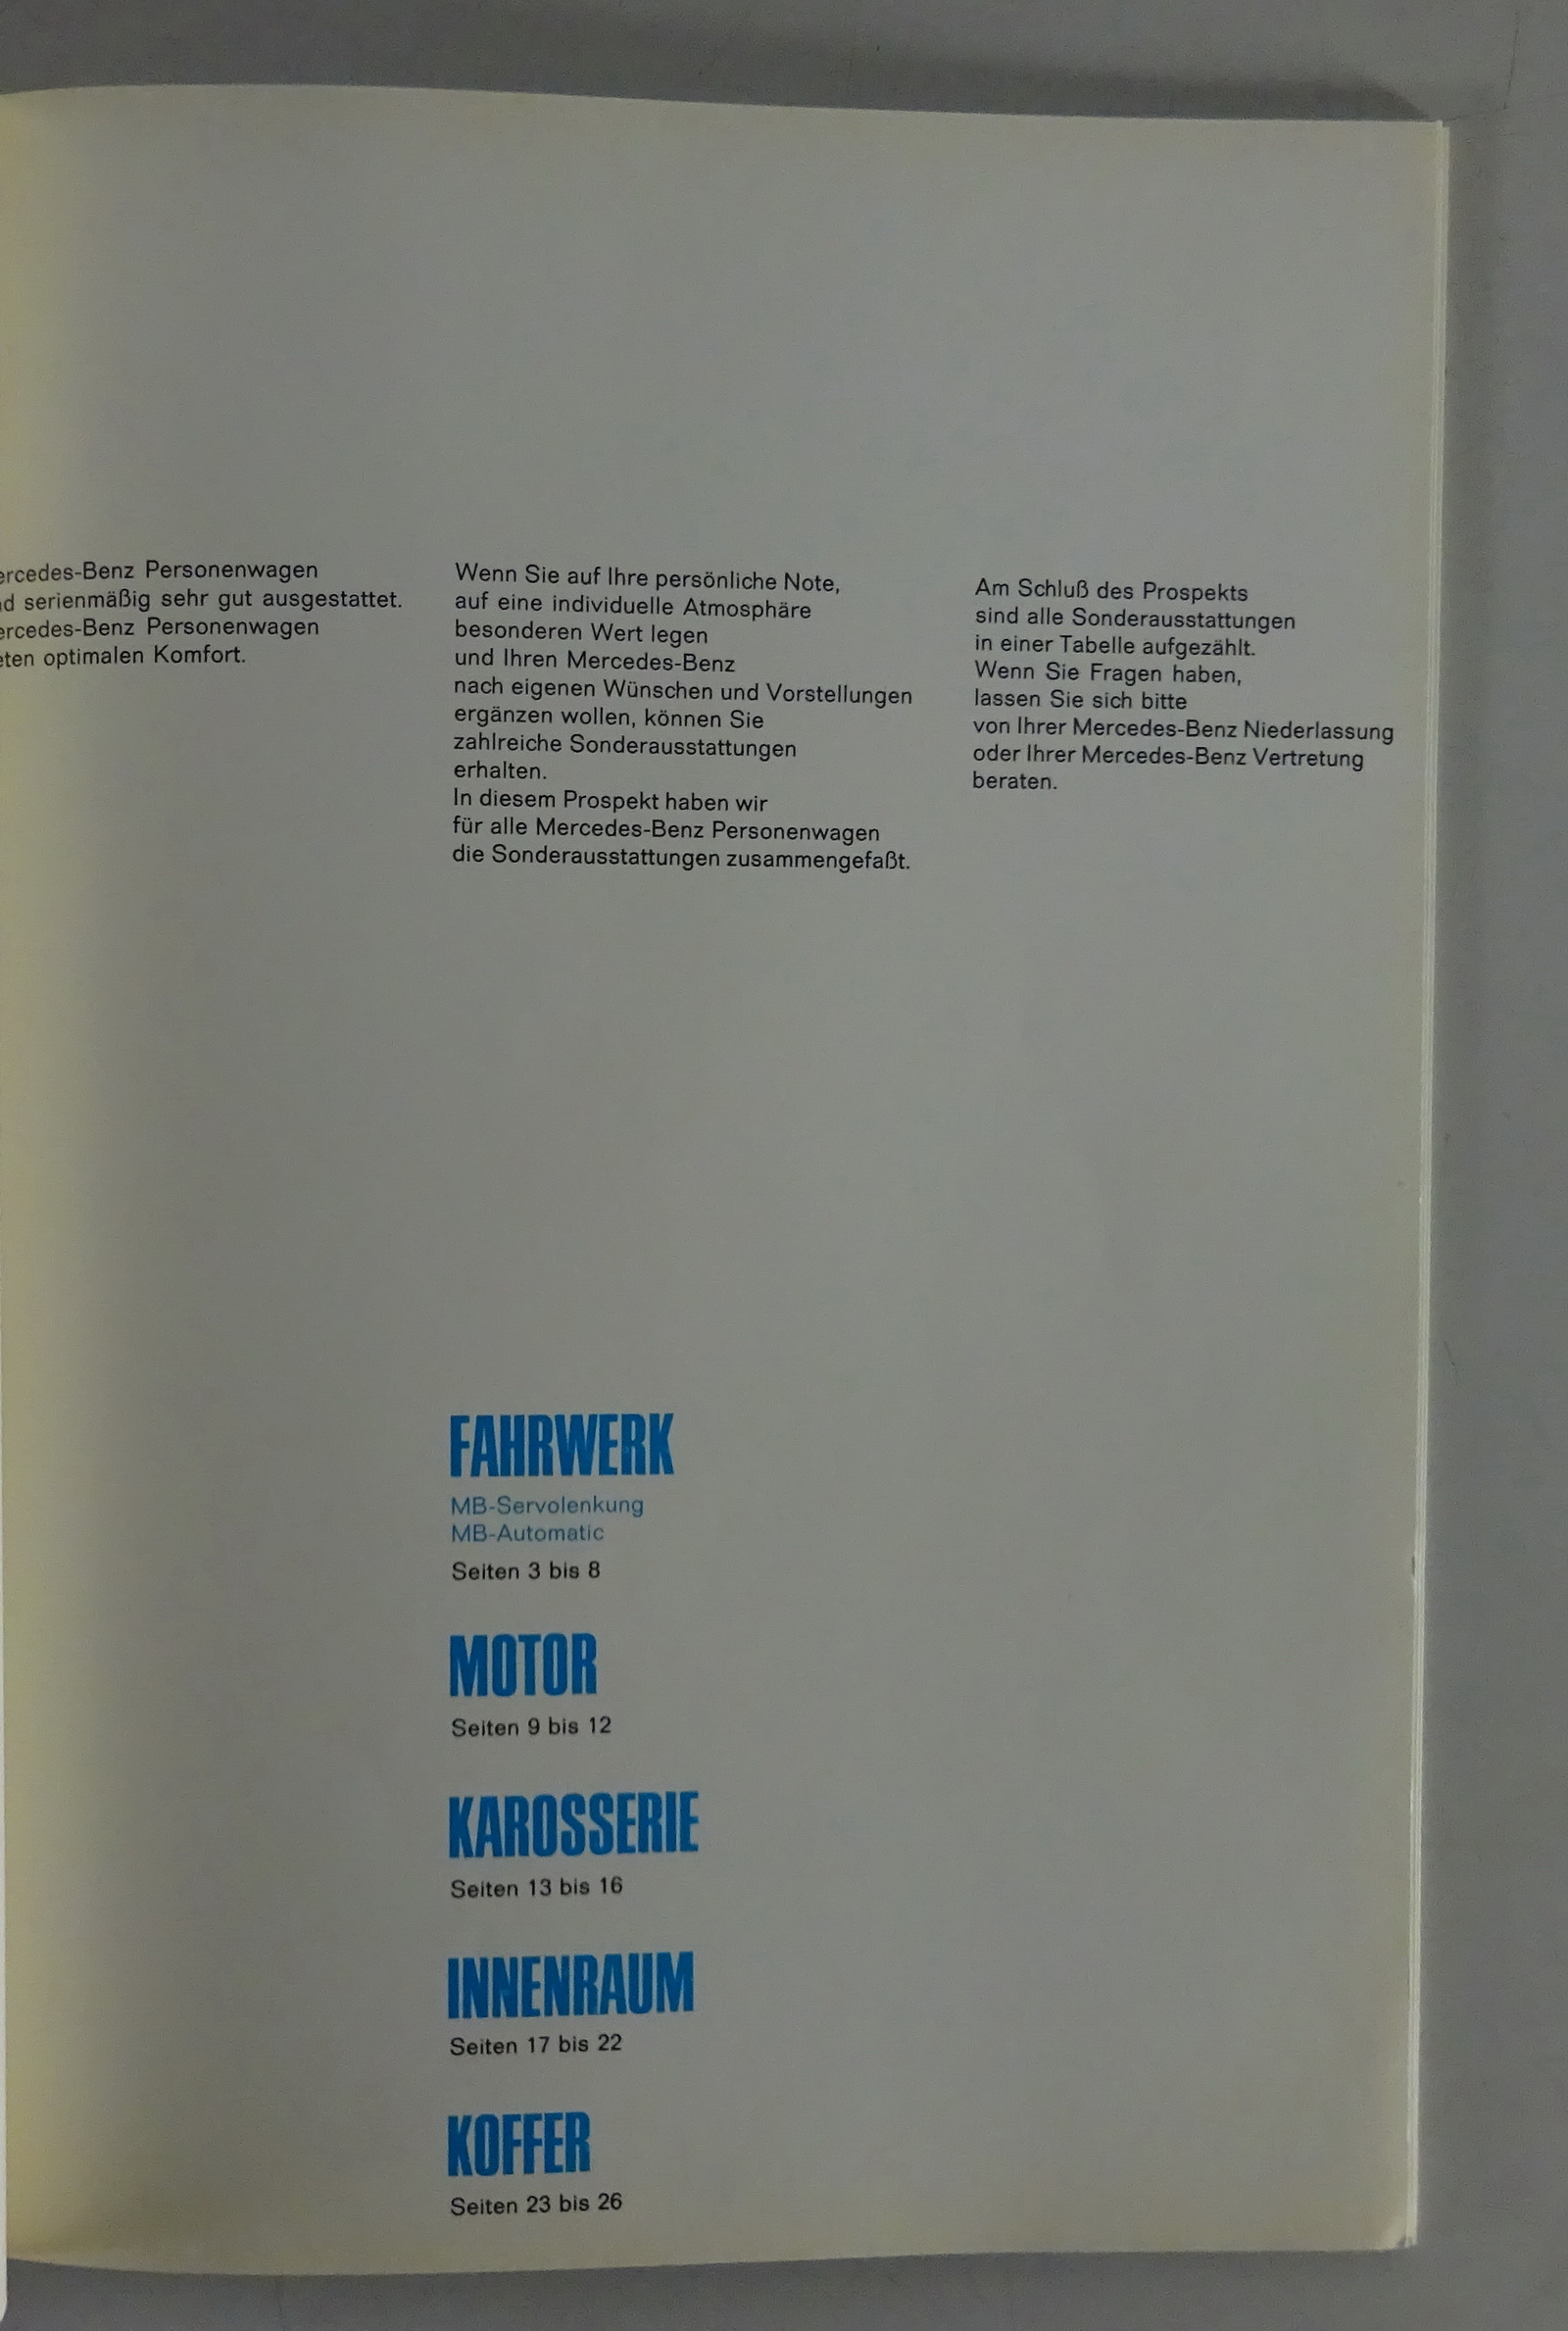 ercedes-Benz Personenwagen
d serienmäßig sehr gut ausgestattet.
ercedes-Benz Personenwagen
eten optimalen Komfort.
Wenn Sie auf Ihre persönliche Note,
auf eine individuelle Atmosphäre
besonderen Wert legen
und Ihren Mercedes-Benz
nach eigenen Wünschen und Vorstellungen
ergänzen wollen, können Sie
zahlreiche Sonderausstattungen
erhalten.
In diesem Prospekt haben wir
für alle Mercedes-Benz Personenwagen
die Sonderausstattungen zusammengefaßt.
Am Schluß des Prospekts
sind alle Sonderausstattungen
in einer Tabelle aufgezählt.
Wenn Sie Fragen haben,
lassen Sie sich bitte
von Ihrer Mercedes-Benz Niederlassung
oder Ihrer Mercedes-Benz Vertretung
beraten.
FAHRWERK
MB-Servolenkung
MB-Automatic
Seiten 3 bis 8
MOTOR
Seiten 9 bis 12
KAROSSERIE
Seiten 13 bis 16
INNENRAUM
Seiten 17 bis 22
KOFFER
Seiten 23 bis 26